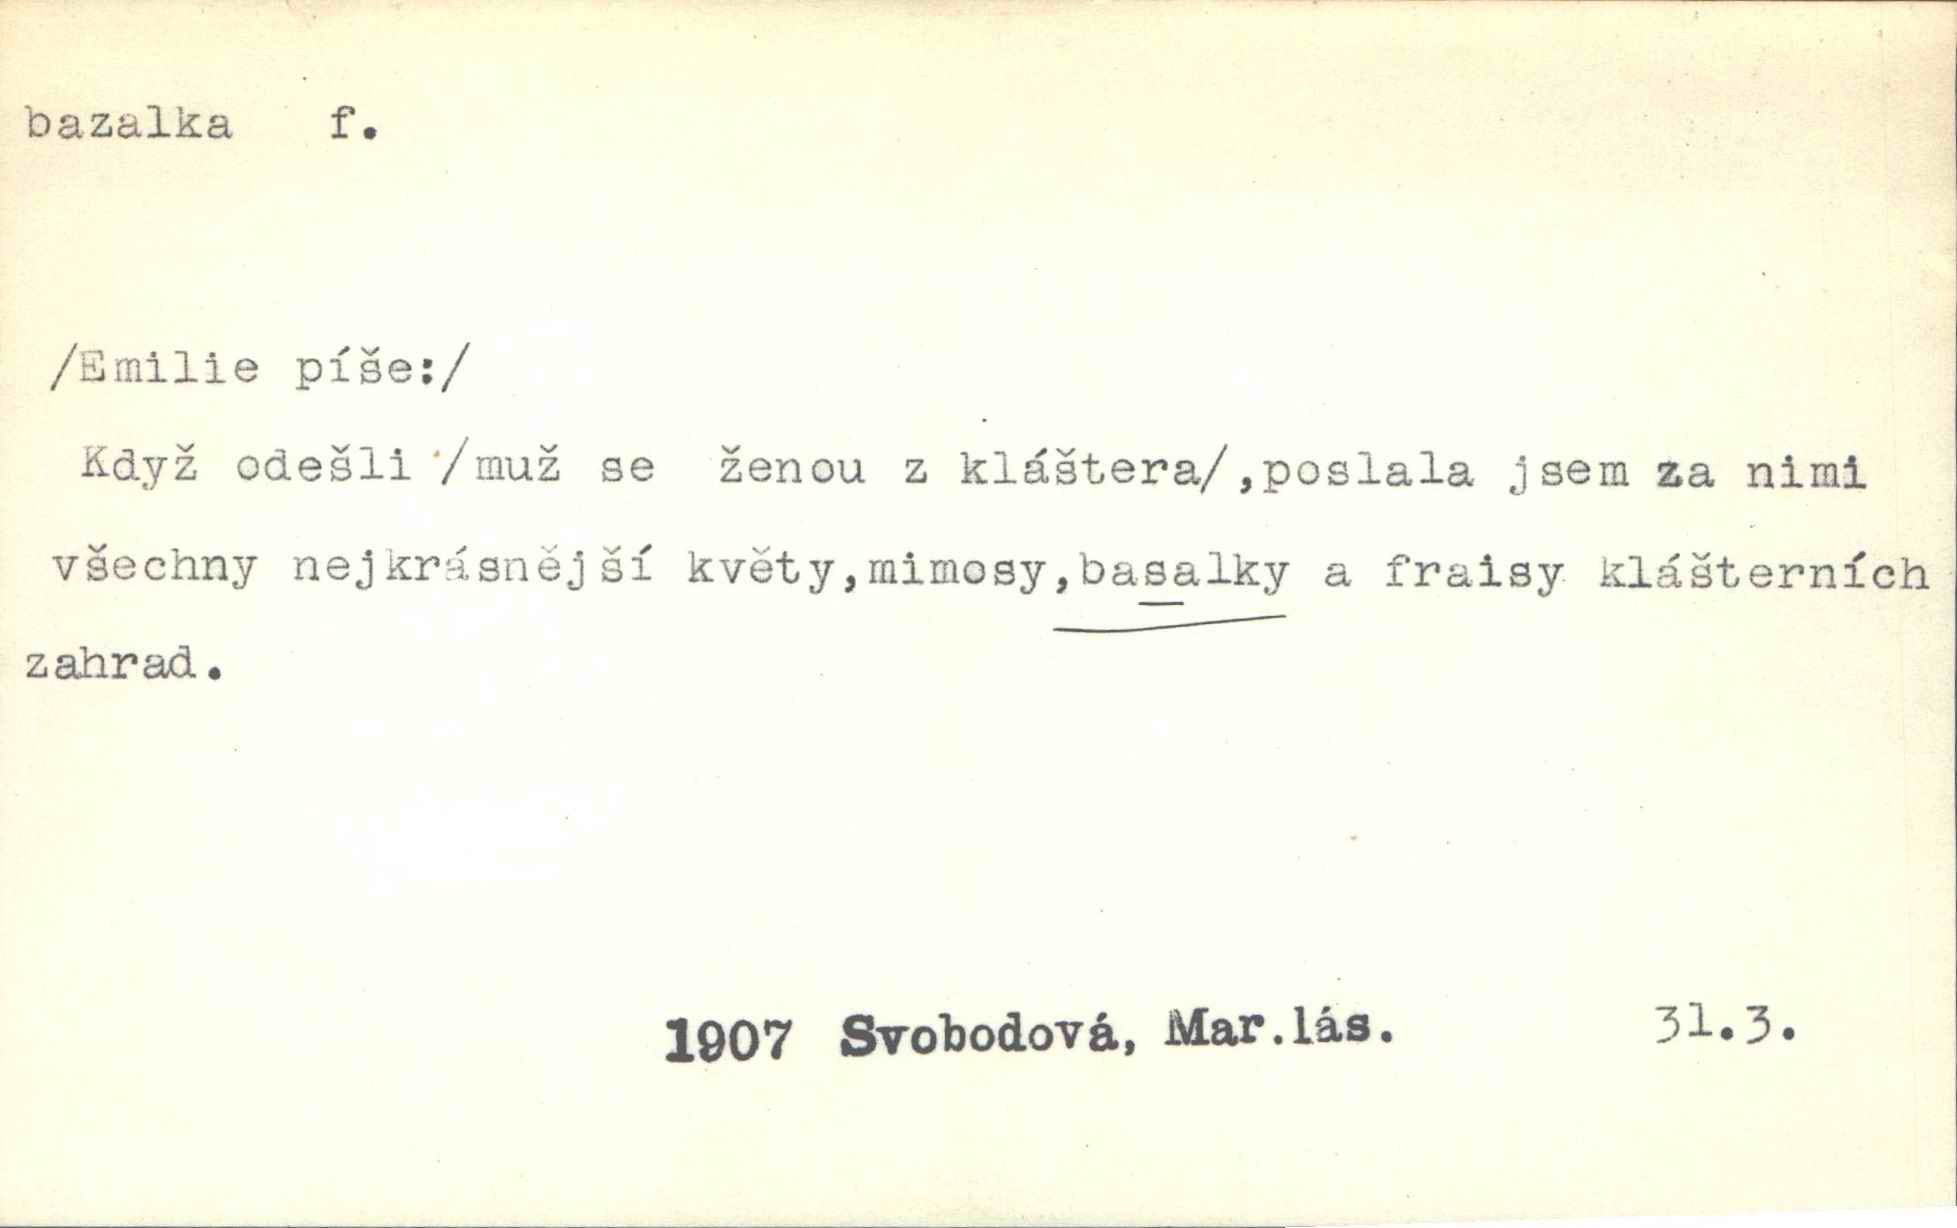 bazalka f.
/Emilie píše:/
Když odešli /muž se ženou z kláštera/,poslala jsem za nimi
všechny nejkrásnější květy,mimosy,basalky a fraisy klášterních
zahrad.
1907 Svobodová, Mar.lás. 31.3.